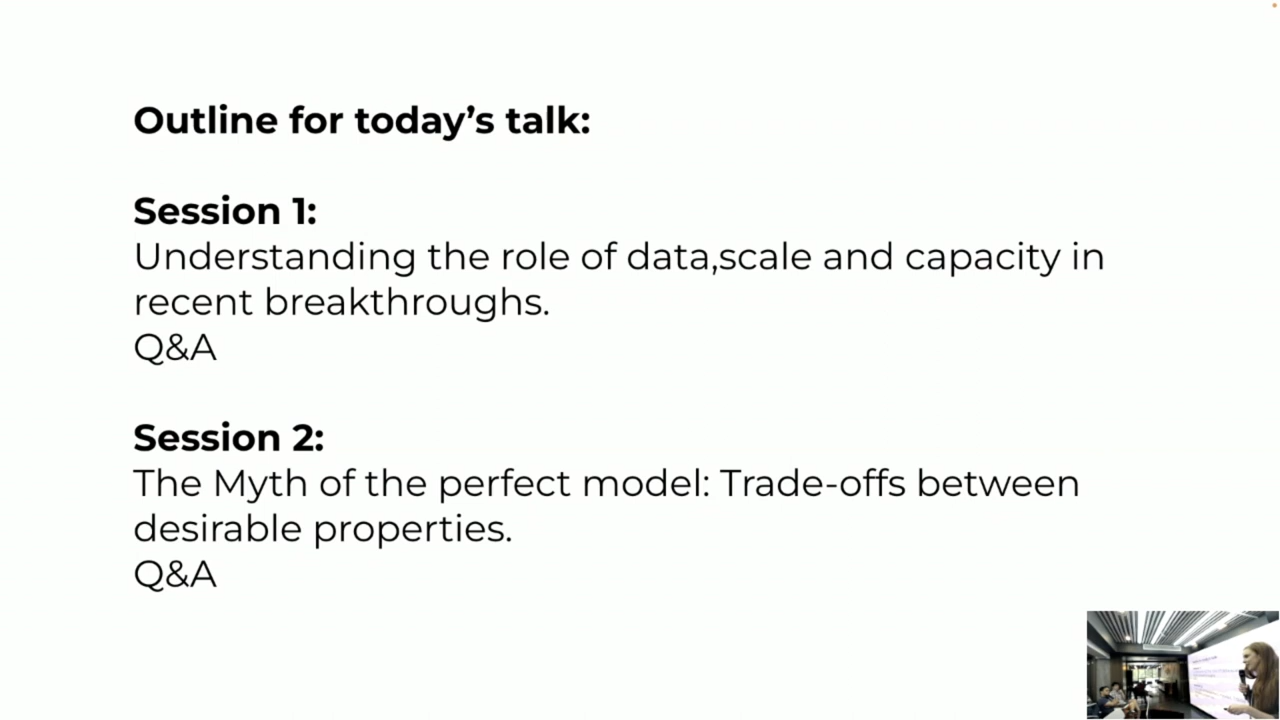 Outline for today’s talk:
Session 1:
Understanding the role of data,scale and capacity in
recent breakthroughs.
Q&A
Session 2:
The Myth of the perfect model: Trade-offs between
desirable properties.
Q&A